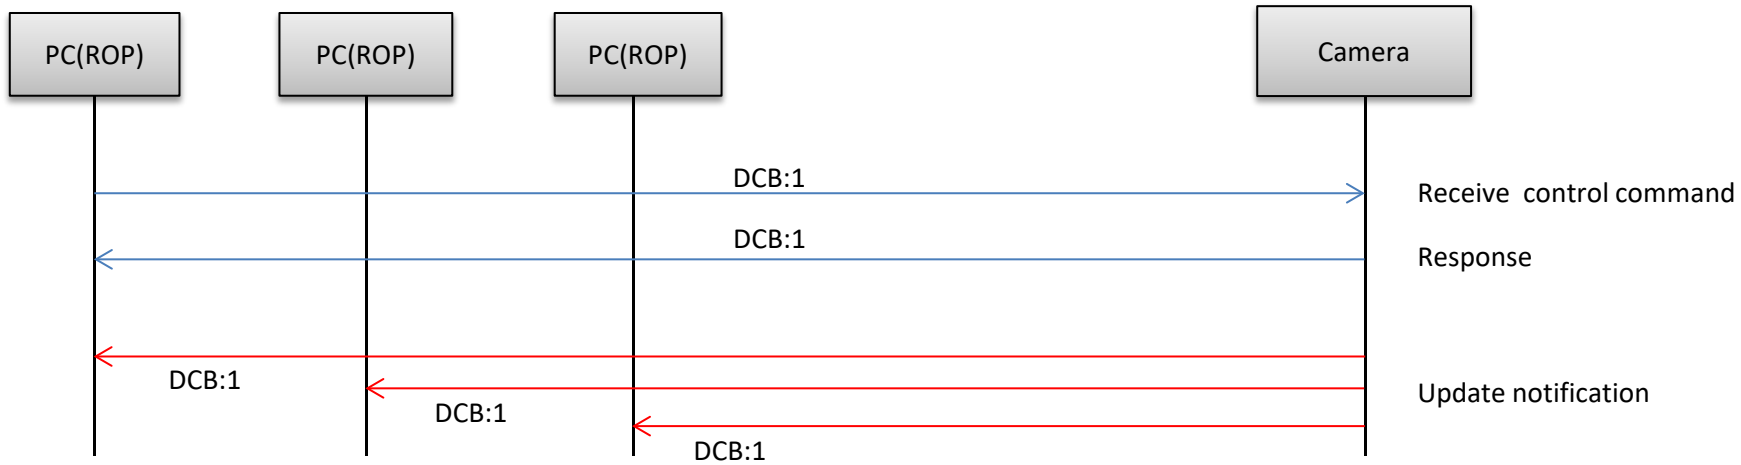 PC(ROP)
PC(ROP)
PC(ROP)
Camera
DCB:1
Receive  control command
DCB:1
Response
DCB:1
DCB:1
Update notification
DCB:1